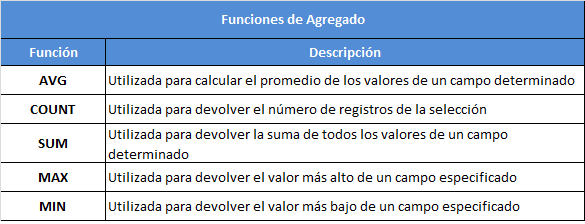 Funciones de Agregado
Función Descripción
AVG Utilizada para calcular el promedio de los valores de un campo determinado
COUNT Utilizada para devolver el número de registros de la selección
SUM Utilizada para devolver la suma de todos los valores de un campo
determinado
MAX Utilizada para devolver el valor más alto de un campo especificado
MIN Utilizada para devolver el valor más bajo de un campo especificado